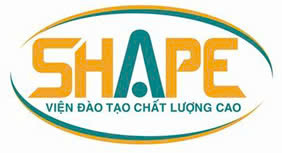 SHAPE
VIỆN ĐÀO TẠO CHẤT LƯỢNG CAO